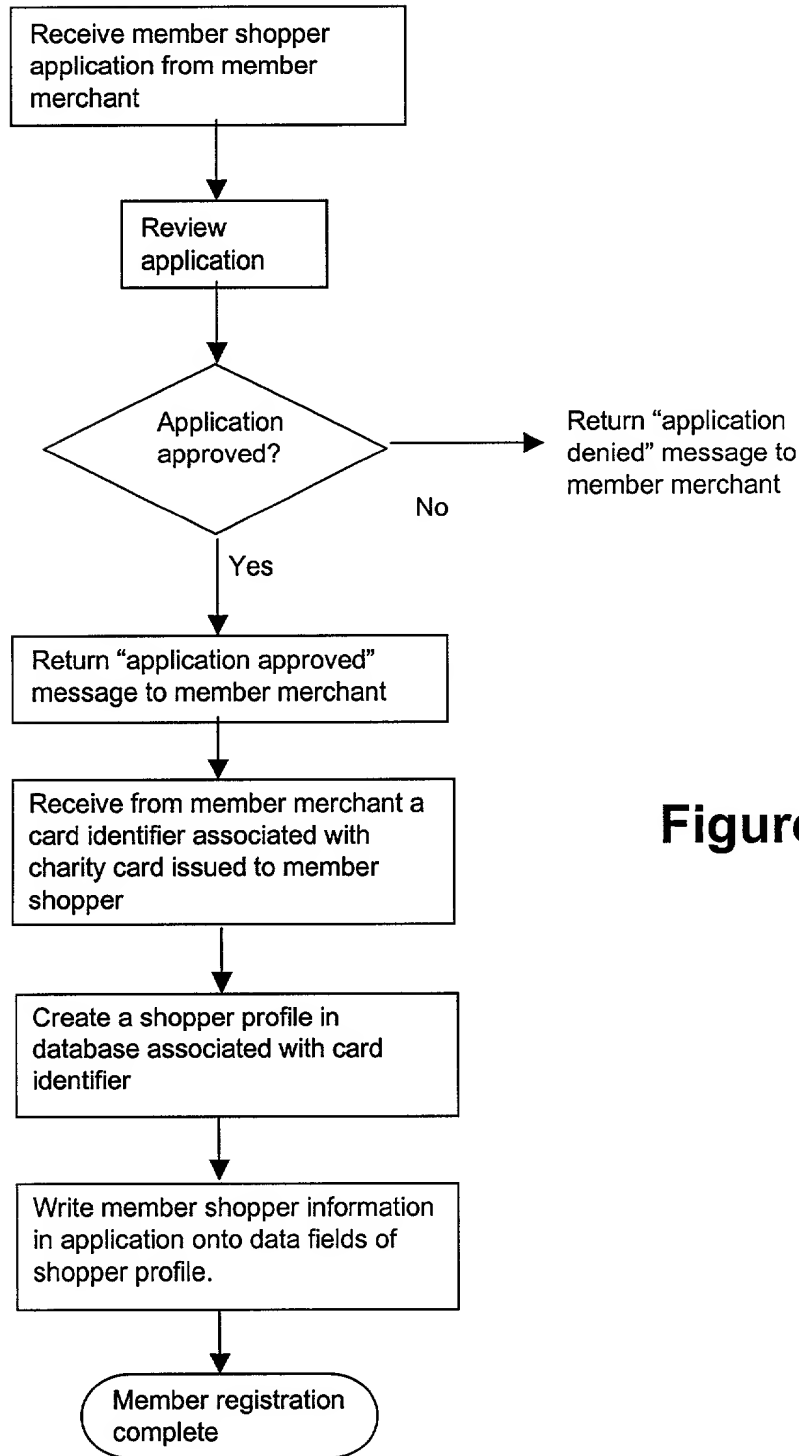 Receive member shopper
application from member
merchant
Review
application
Application
approved?
Return “application
denied” message to
member merchant
No
Yes
Return “application approved”
message to member merchant
Receive from member merchant a
card identifier associated with
charity card issued to member
shopper
Figure
Create a shopper profile in
database associated with card
identifier
Write member shopper information
in application onto data fields of
shopper profile.
Member registration
complete